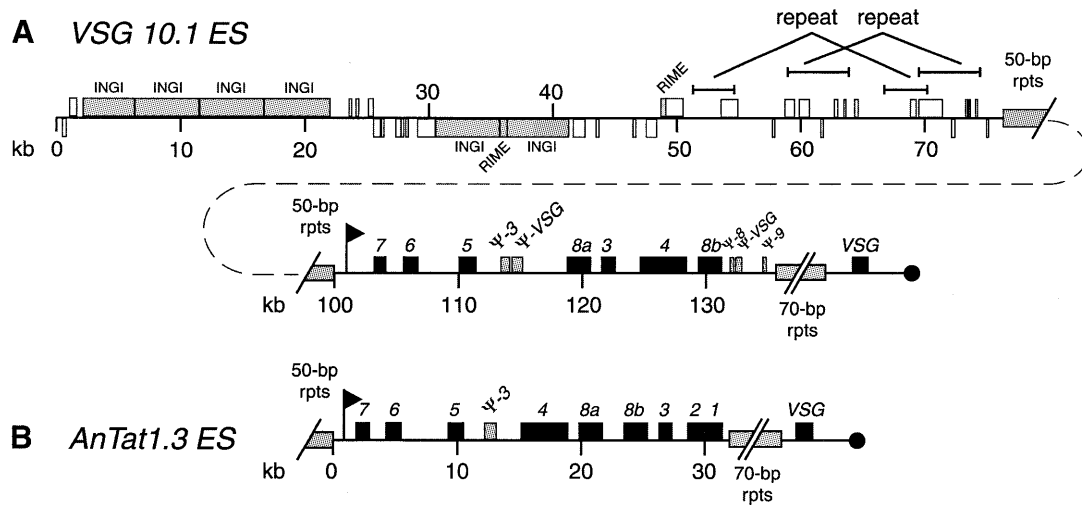 A VSG 10.1 ES
repeat repeat
50-bp
rpts
INGI INGI INGI INGI 30 40 RIME
kb 0 10 20 INGI RIME INGI 50 60 70
50-bp
rpts
7 6 5 Ψ-3 Ψ-VSG 8a 3 4 8b Ψ-8 Ψ-VSG Ψ-9 VSG
kb 100 110 120 130
70-bp
rpts
50-bp
rpts
7 6 5 Ψ-3 4 8a 8b 3 2 1 VSG
B AnTat1.3 ES
kb 0 10 20 30
70-bp
rpts